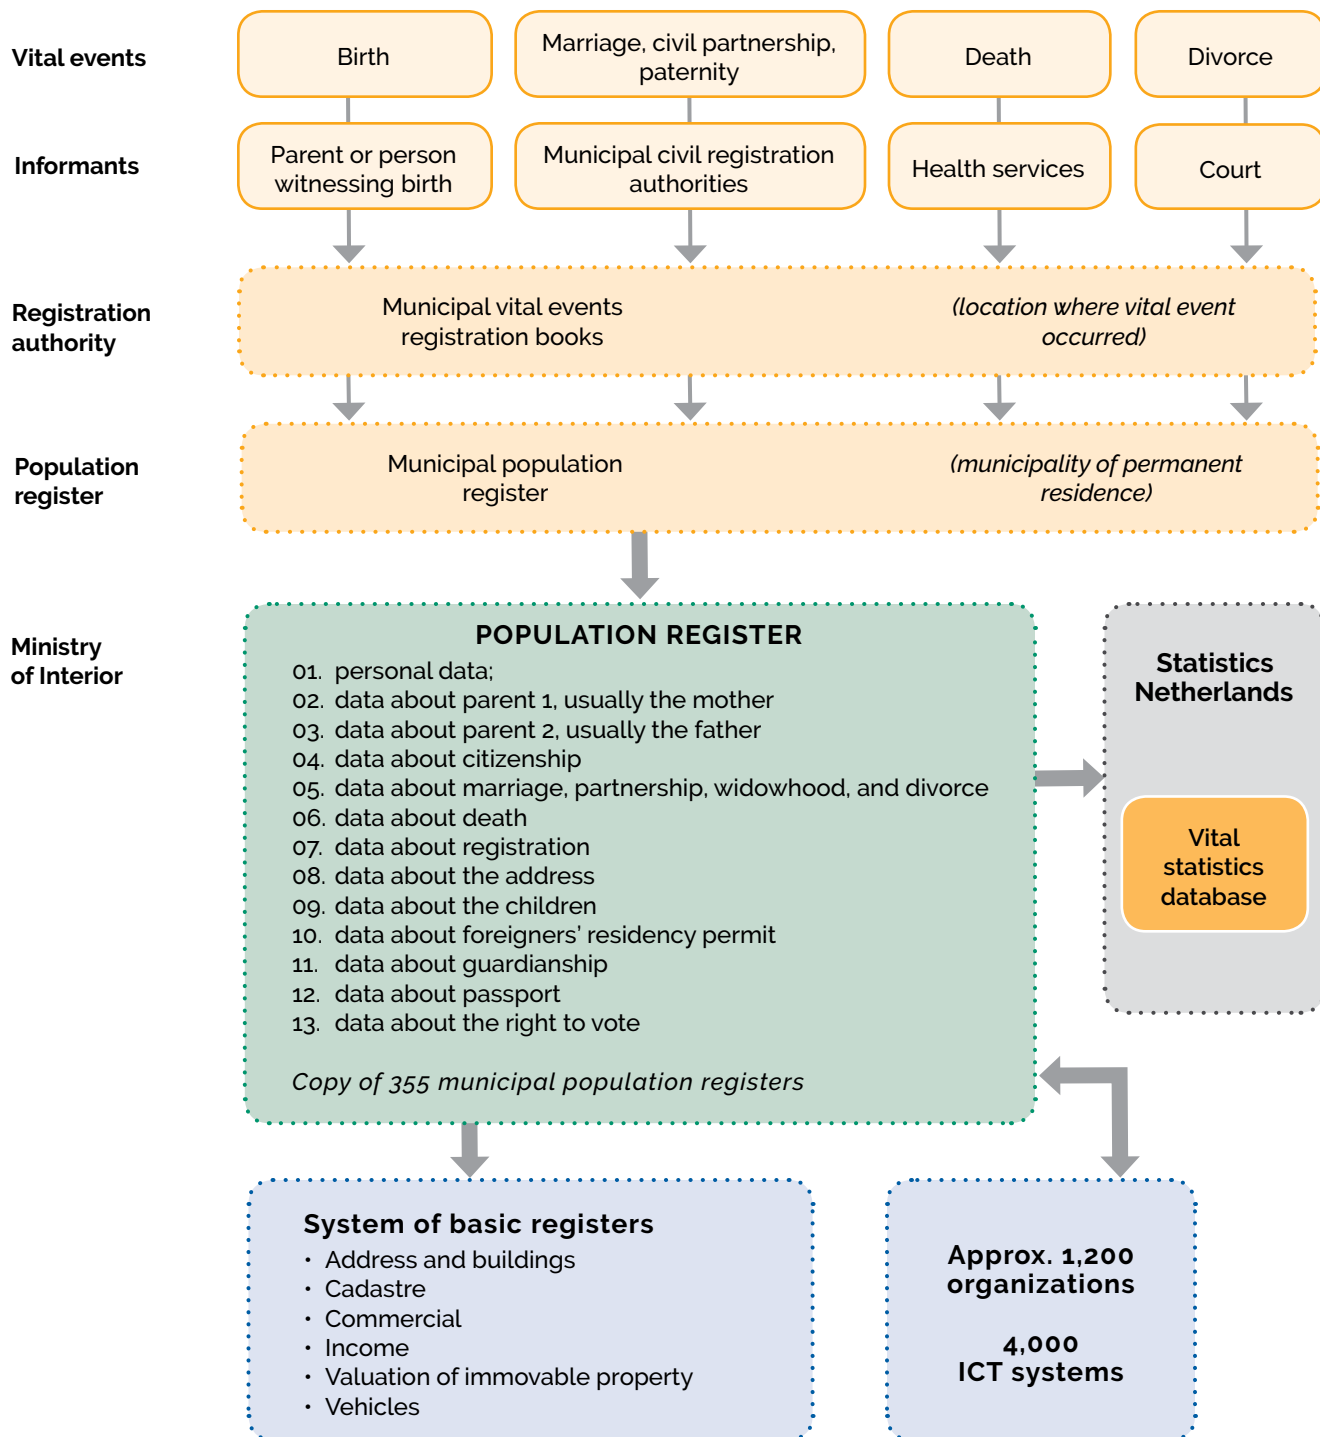 Vital events
Birth
Marriage, civil partnership,
paternity
Death
Divorce
Informants
Parent or person
witnessing birth
Municipal civil registration
authorities
Health services
Court
Registration
authority
Municipal vital events
registration books
(location where vital event
occurred)
Population
register
Municipal population
register
(municipality of permanent
residence)
Ministry
of Interior
POPULATION REGISTER
01. personal data;
02. data about parent 1, usually the mother
03. data about parent 2, usually the father
04. data about citizenship
05. data about marriage, partnership, widowhood, and divorce
06. data about death
07. data about registration
08. data about the address
09. data about the children
10. data about foreigners’ residency permit
11. data about guardianship
12. data about passport
13. data about the right to vote
Copy of 355 municipal population registers
Statistics
Netherlands
Vital
statistics
database
System of basic registers
• Address and buildings
• Cadastre
• Commercial
• Income
• Valuation of immovable property
• Vehicles
Approx. 1,200
organizations
4,000
ICT systems